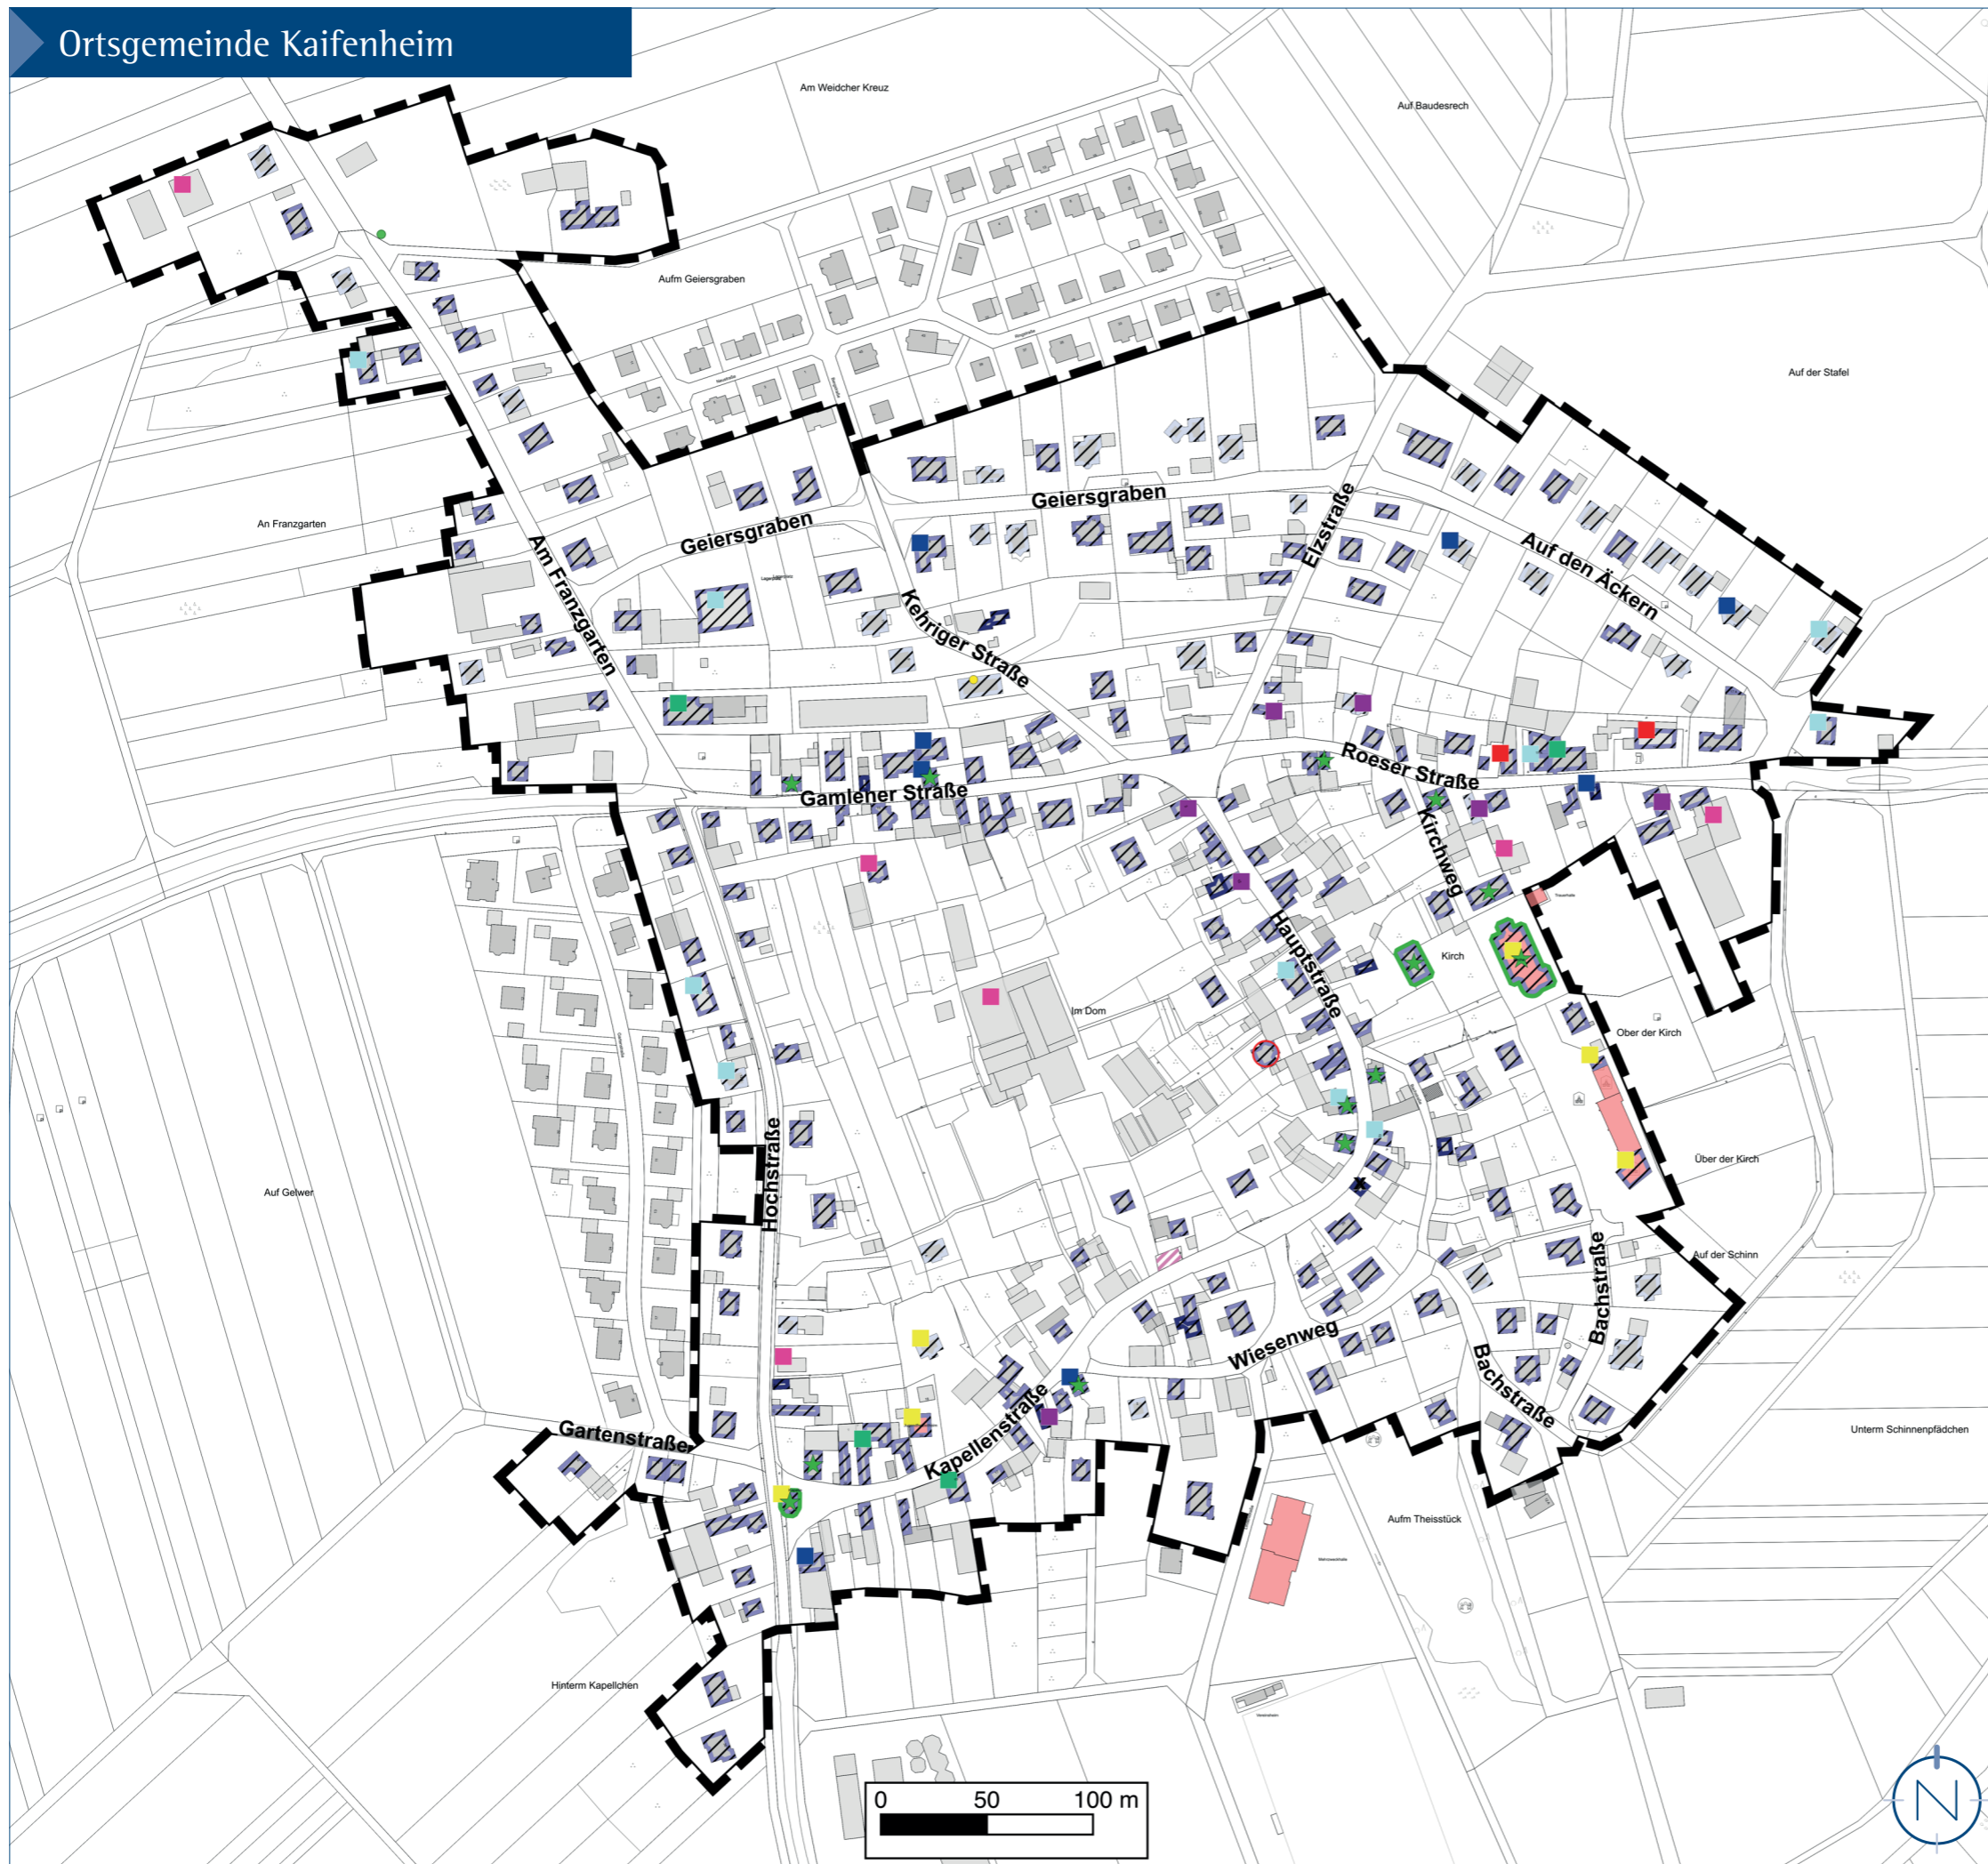 Ortsgemeinde Kaifenheim
Am Weidcher Kreuz
Auf Baudesrech
Aufm Geiersgraben
Auf der Stafel
An Franzgarten
Geiersgraben
Geiersgraben
Elzstraße
Auf den Äckern
Am Franzgarten
Kehriger Straße
Roeser Straße
Gamlener Straße
Kirchweg
Hauptstraße
Kirch
Im Dom
Ober der Kirch
Über der Kirch
Auf Gelwer
Hochstraße
Auf der Schinn
Bachstraße
Wiesenweg
Bachstraße
Gartenstraße
Kapellenstraße
Unterm Schinnenpfädchen
Aufm Theisstück
Hinterm Kapellchen
0 50 100 m
N